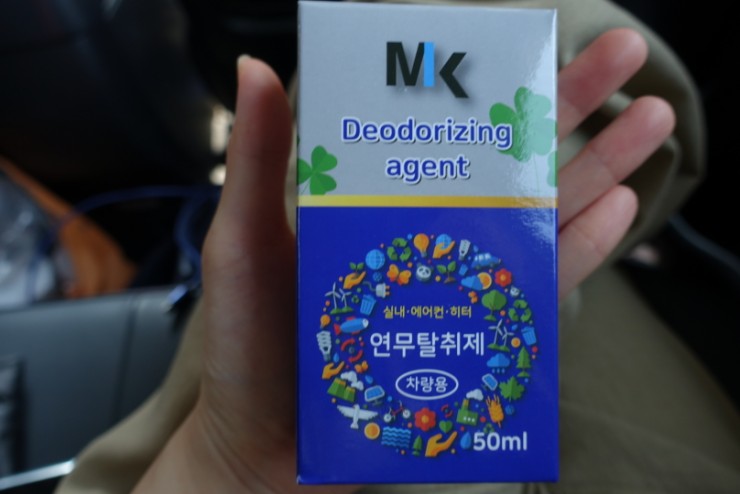 MK
Deodorizing
agent
실내·에어컨·히터
연무탈취제
차량용
50ml